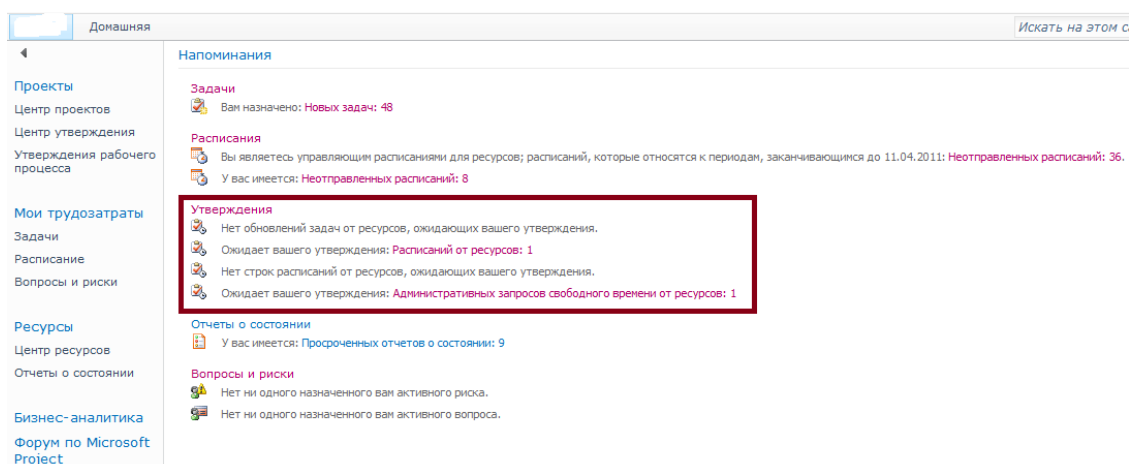 Домашняя
Искать на этом са
Напоминания
Проекты
Центр проектов
Центр утверждения
Утверждения рабочего
процесса
Мои трудозатраты
Задачи
Расписание
Вопросы и риски
Ресурсы
Центр ресурсов
Отчеты о состоянии
Бизнес-аналитика
Форум по Microsoft
Project
Задачи
Вам назначено: Новых задач: 48
Расписания
Вы являетесь управляющим расписаниями для ресурсов; расписаний, которые относятся к периодам, заканчивающимся до 11.04.2011: Неотправленных расписаний: 36.
У вас имеется: Неотправленных расписаний: 8
Утверждения
Нет обновлений задач от ресурсов, ожидающих вашего утверждения.
Ожидает вашего утверждения: Расписаний от ресурсов: 1
Нет строк расписаний от ресурсов, ожидающих вашего утверждения.
Ожидает вашего утверждения: Административных запросов свободного времени от ресурсов: 1
Отчеты о состоянии
У вас имеется: Просроченных отчетов о состоянии: 9
Вопросы и риски
Нет ни одного назначенного вам активного риска.
Нет ни одного назначенного вам активного вопроса.